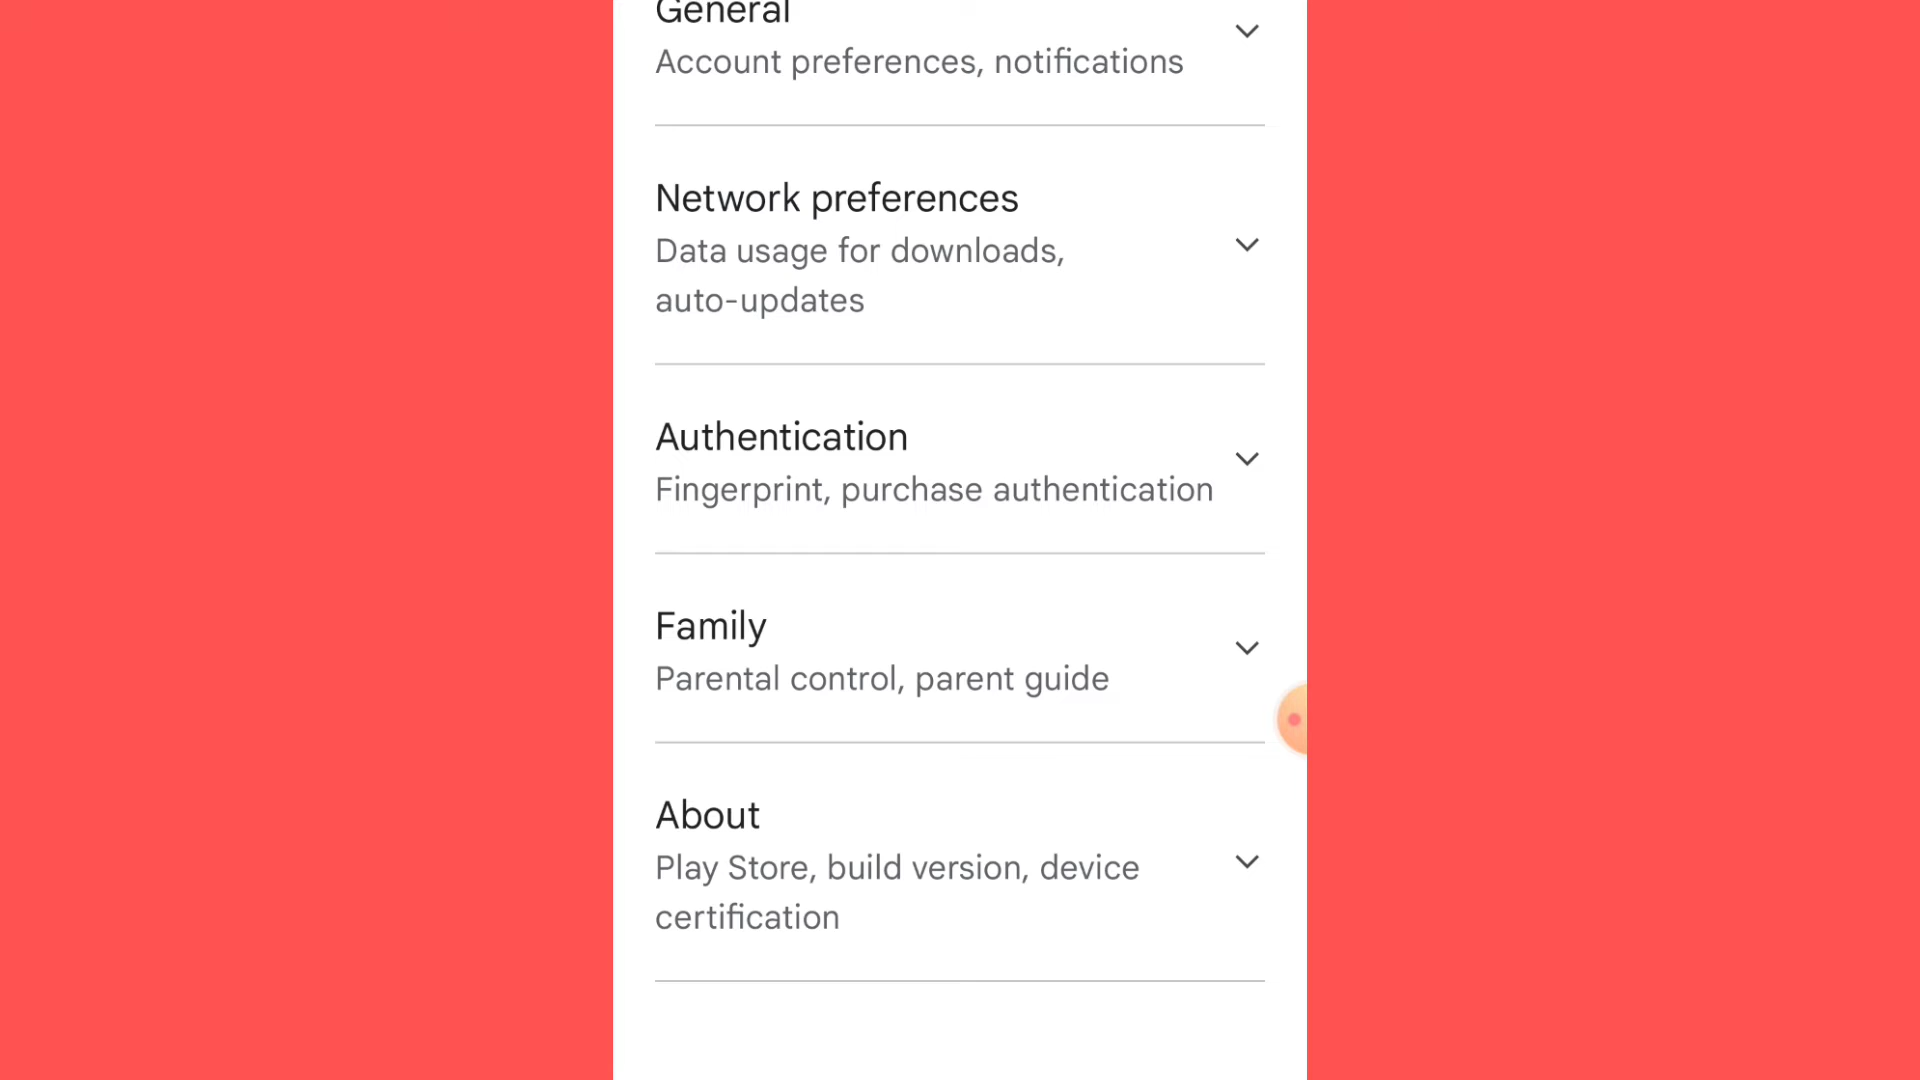 General
Account preferences, notifications
Network preferences
Data usage for downloads,
auto-updates
Authentication
Fingerprint, purchase authentication
Family
Parental control, parent guide
About
Play Store, build version, device
certification